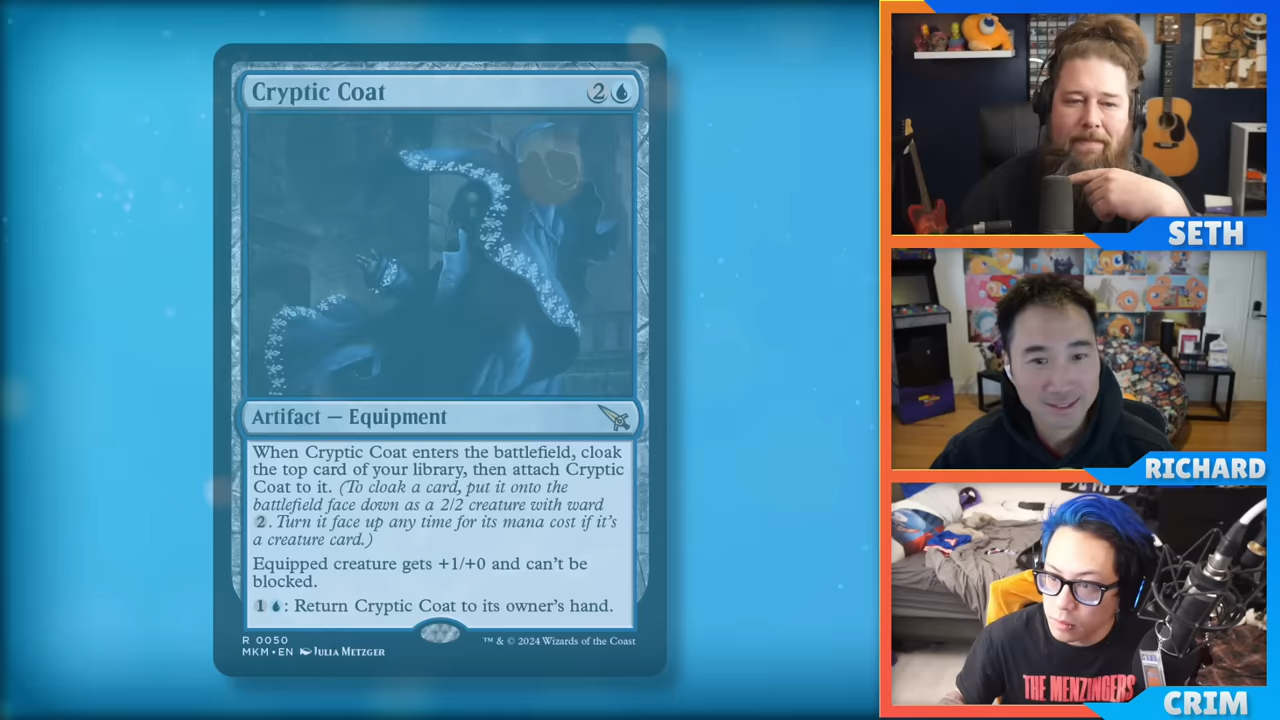 Cryptic Coat
2
Artifact — Equipment
When Cryptic Coat enters the battlefield, cloak
the top card of your library, then attach Cryptic
Coat to it. (To cloak a card, put it onto the
battlefield face down as a 2/2 creature with ward
2. Turn it face up any time for its mana cost if it's
a creature card.)
Equipped creature gets +1/+0 and can't be
blocked.
1 : Return Cryptic Coat to its owner's hand.
R 0050
MKM • EN Julia Metzger
™ & © 2024 Wizards of the Coast
SETH
RICHARD
THE MENZINGERS
CRIM